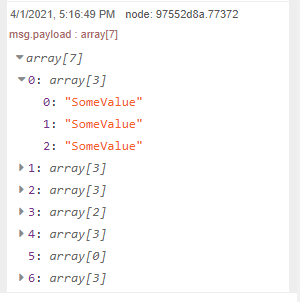 4/1/2021, 5:16:49 PM node: 97552d8a.77372
msg.payload : array[7]
array[7]
0: array[3]
0: "SomeValue"
1: "SomeValue"
2: "SomeValue"
1: array[3]
2: array[3]
3: array[2]
4: array[3]
5: array[0]
6: array[3]